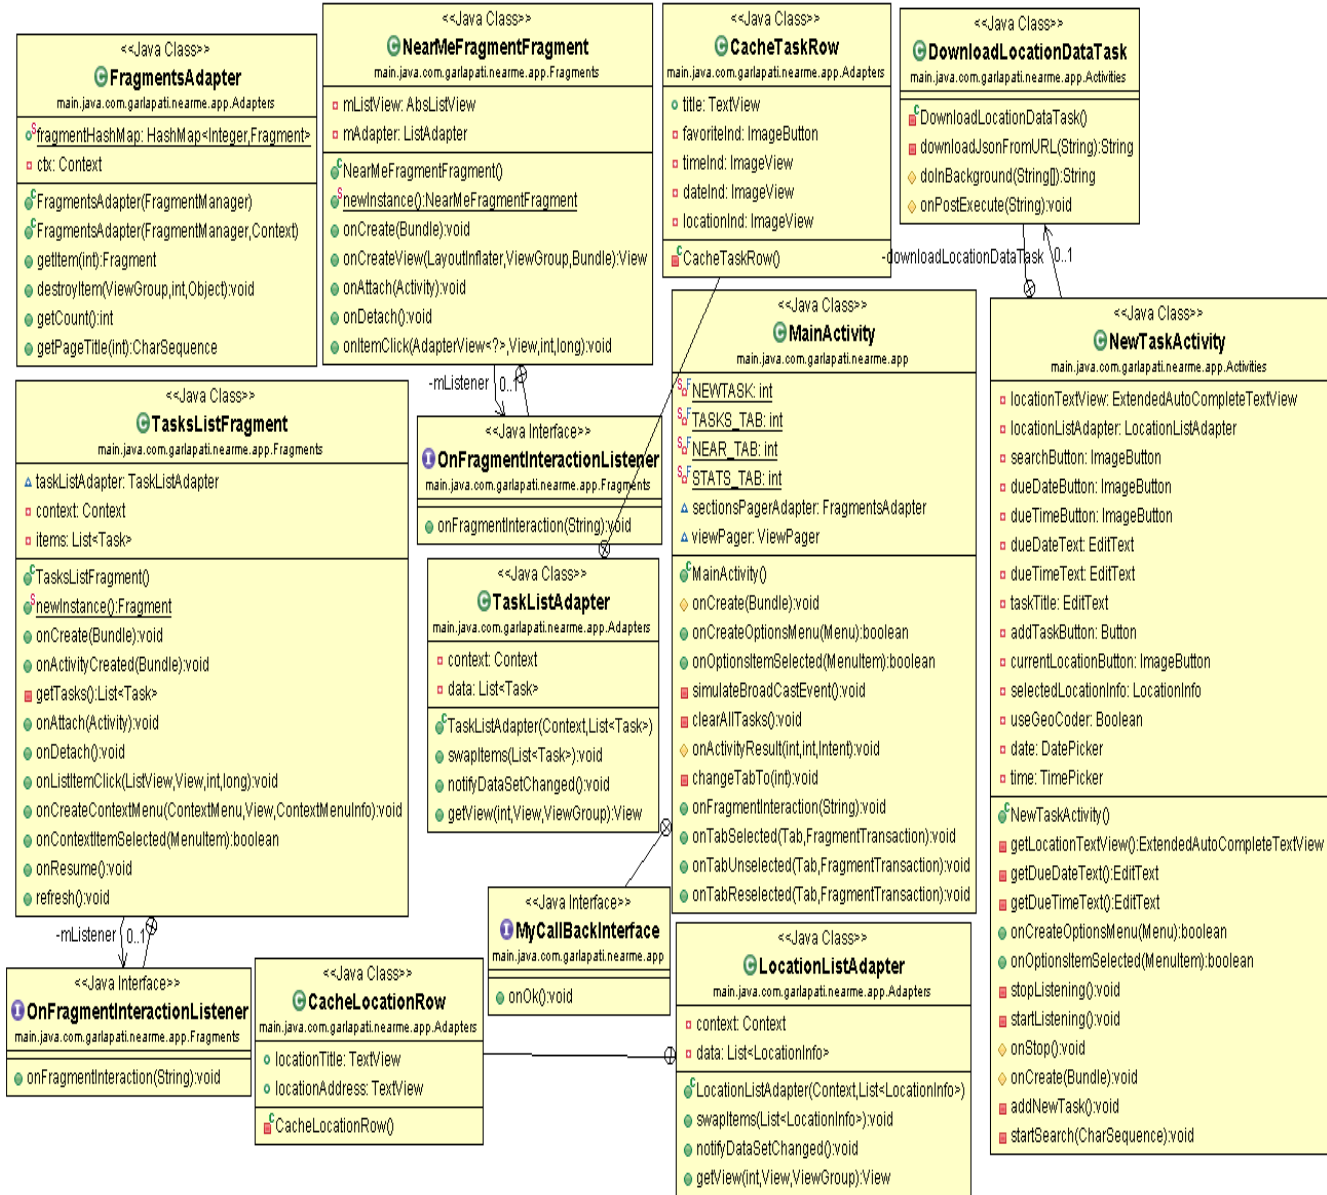 <<Java Class>>
FragmentsAdapter
main.java.com.garlapati.nearme.app.Adapters
fragmentHashMap: HashMap<Integer,Fragment>
ctx: Context
FragmentsAdapter(FragmentManager)
FragmentsAdapter(FragmentManager,Context)
getItem(int):Fragment
destroyItem(ViewGroup,int,Object):void
getCount():int
getPageTitle(int):CharSequence
<<Java Class>>
NearMeFragmentFragment
main.java.com.garlapati.nearme.app.Fragments
mListView: AbsListView
mAdapter: ListAdapter
NearMeFragmentFragment()
newInstance():NearMeFragmentFragment
onCreate(Bundle):void
onCreateView(LayoutInflater,ViewGroup,Bundle):View
onAttach(Activity):void
onDetach():void
onItemClick(AdapterView<?>,View,int,long):void
<<Java Class>>
CacheTaskRow
main.java.com.garlapati.nearme.app.Adapters
title: TextView
favoriteInd: ImageButton
timeInd: ImageView
dateInd: ImageView
locationInd: ImageView
CacheTaskRow()
<<Java Class>>
DownloadLocationDataTask
main.java.com.garlapati.nearme.app.Activities
DownloadLocationDataTask()
downloadJsonFromURL(String):String
doInBackground(String[]):String
onPostExecute(String):void
-downloadLocationDataTask
0..1
-mListener
0..1
<<Java Interface>>
OnFragmentInteractionListener
main.java.com.garlapati.nearme.app.Fragments
onFragmentInteraction(String):void
<<Java Class>>
MainActivity
main.java.com.garlapati.nearme.app
NEWTASK: int
TASKS_TAB: int
NEAR_TAB: int
STATS_TAB: int
sectionsPagerAdapter: FragmentsAdapter
viewPager: ViewPager
MainActivity()
onCreate(Bundle):void
onCreateOptionsMenu(Menu):boolean
onOptionsItemSelected(MenuItem):boolean
simulateBroadCastEvent():void
clearAllTasks():void
onActivityResult(int,int,Intent):void
changeTabTo(int):void
onFragmentInteraction(String):void
onTabSelected(Tab,FragmentTransaction):void
onTabUnselected(Tab,FragmentTransaction):void
onTabReselected(Tab,FragmentTransaction):void
<<Java Class>>
NewTaskActivity
main.java.com.garlapati.nearme.app.Activities
locationTextView: ExtendedAutoCompleteTextView
locationListAdapter: LocationListAdapter
searchButton: ImageButton
dueDateButton: ImageButton
dueTimeButton: ImageButton
dueDateText: EditText
dueTimeText: EditText
taskTitle: EditText
addTaskButton: Button
currentLocationButton: ImageButton
selectedLocationInfo: LocationInfo
useGeoCoder: Boolean
date: DatePicker
time: TimePicker
NewTaskActivity()
getLocationTextView():ExtendedAutoCompleteTextView
getDueDateText():EditText
getDueTimeText():EditText
onCreateOptionsMenu(Menu):boolean
onOptionsItemSelected(MenuItem):boolean
stopListening():void
startListening():void
onStop():void
onCreate(Bundle):void
addNewTask():void
startSearch(CharSequence):void
<<Java Class>>
TasksListFragment
main.java.com.garlapati.nearme.app.Fragments
taskListAdapter: TaskListAdapter
context: Context
items: List<Task>
TasksListFragment()
newInstance():Fragment
onCreate(Bundle):void
onActivityCreated(Bundle):void
getTasks():List<Task>
onAttach(Activity):void
onDetach():void
onListItemClick(ListView,View,int,long):void
onCreateContextMenu(ContextMenu,View,ContextMenuInfo):void
onContextItemSelected(MenuItem):boolean
onResume():void
refresh():void
<<Java Class>>
TaskListAdapter
main.java.com.garlapati.nearme.app.Adapters
context: Context
data: List<Task>
TaskListAdapter(Context,List<Task>)
swapItems(List<Task>):void
notifyDataSetChanged():void
getView(int,View,ViewGroup):View
-mListener
0..1
<<Java Interface>>
OnFragmentInteractionListener
main.java.com.garlapati.nearme.app.Fragments
onFragmentInteraction(String):void
<<Java Class>>
CacheLocationRow
main.java.com.garlapati.nearme.app.Adapters
locationTitle: TextView
locationAddress: TextView
CacheLocationRow()
<<Java Interface>>
MyCallBackInterface
main.java.com.garlapati.nearme.app
onOk():void
<<Java Class>>
LocationListAdapter
main.java.com.garlapati.nearme.app.Adapters
context: Context
data: List<LocationInfo>
LocationListAdapter(Context,List<LocationInfo>)
swapItems(List<LocationInfo>):void
notifyDataSetChanged():void
getView(int,View,ViewGroup):View